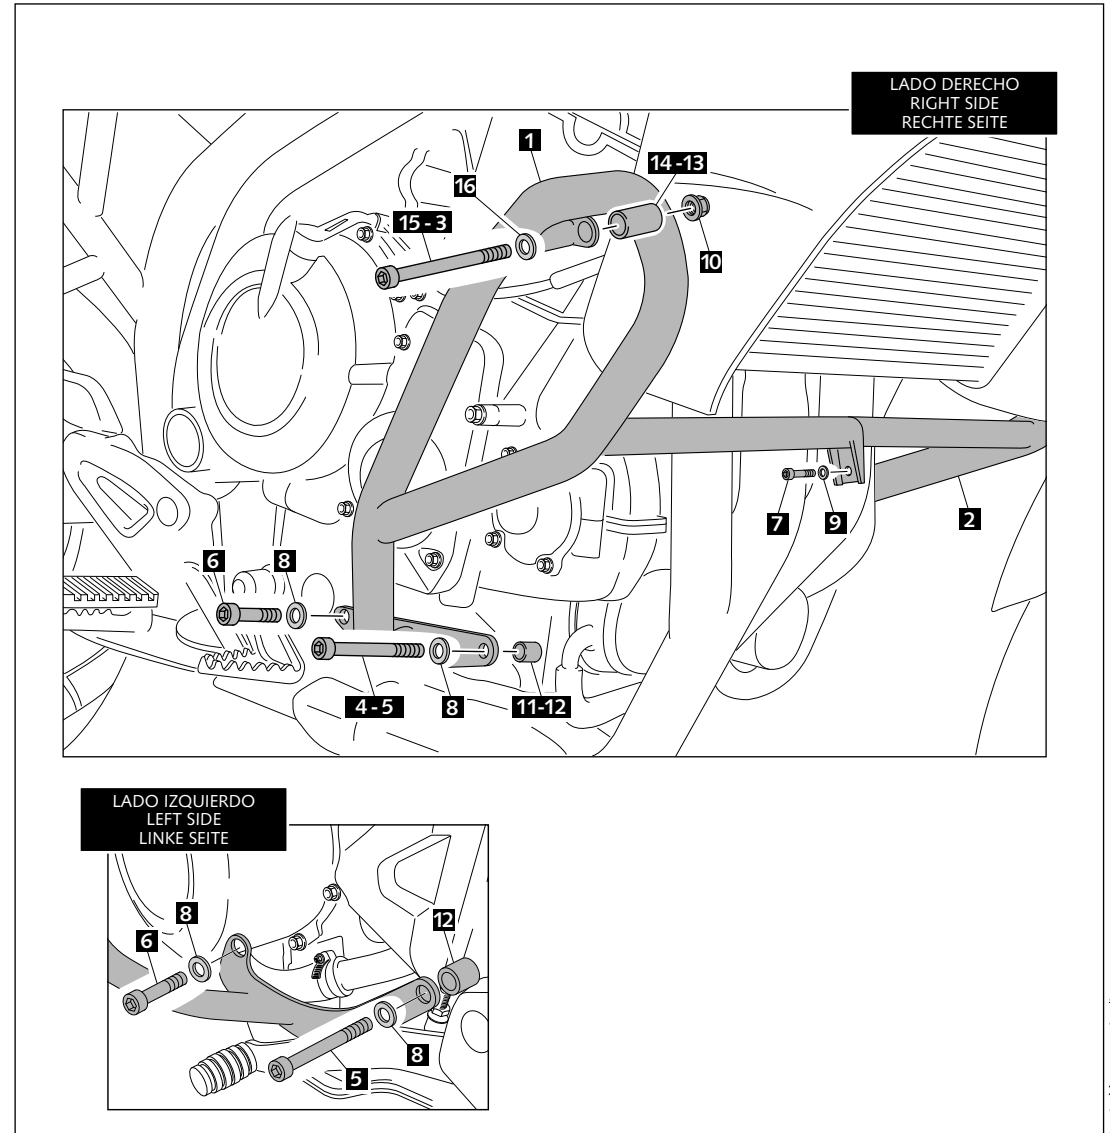 LADO DERECHO
RIGHT SIDE
RECHTE SEITE
1
14 -13
16
15 - 3
10
7
9
2
6
8
4 - 5
8
11-12
LADO IZQUIERDO
LEFT SIDE
LINKE SEITE
8
12
6
8
5